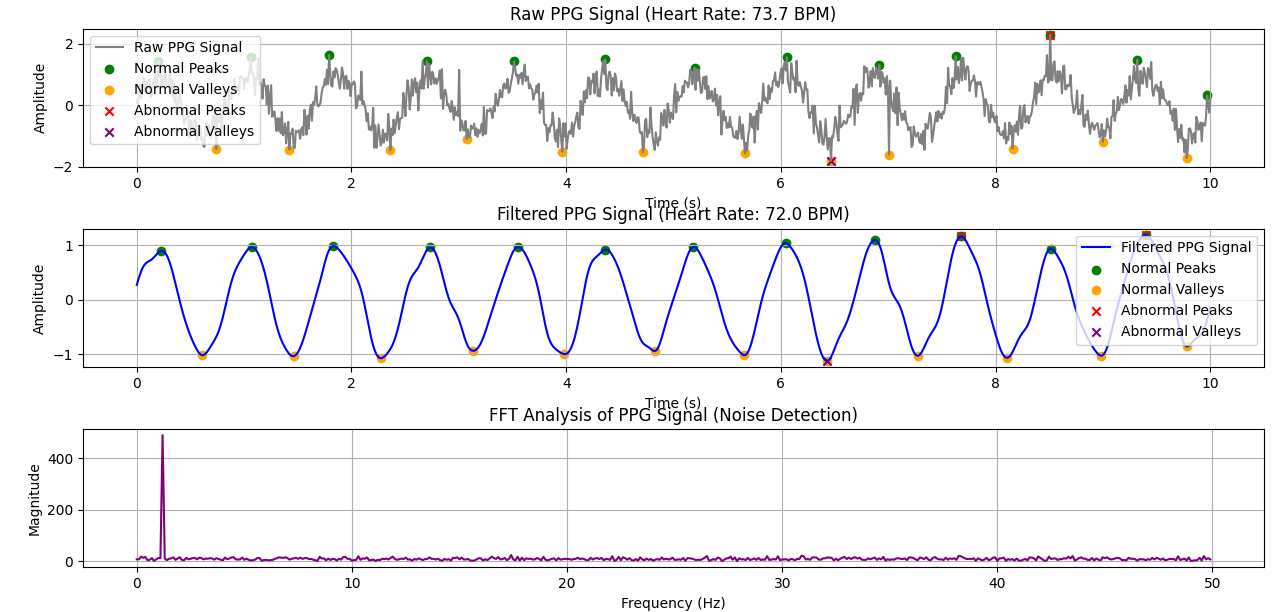 Raw PPG Signal (Heart Rate: 73.7 BPM)
Amplitude
2
0
−2
Raw PPG Signal
Normal Peaks
Normal Valleys
Abnormal Peaks
Abnormal Valleys
0 2 4 6 8 10
Time (s)
Filtered PPG Signal (Heart Rate: 72.0 BPM)
Amplitude
1
0
−1
Filtered PPG Signal
Normal Peaks
Normal Valleys
Abnormal Peaks
Abnormal Valleys
0 2 4 6 8 10
Time (s)
FFT Analysis of PPG Signal (Noise Detection)
Magnitude
400
200
0
0 10 20 30 40 50
Frequency (Hz)